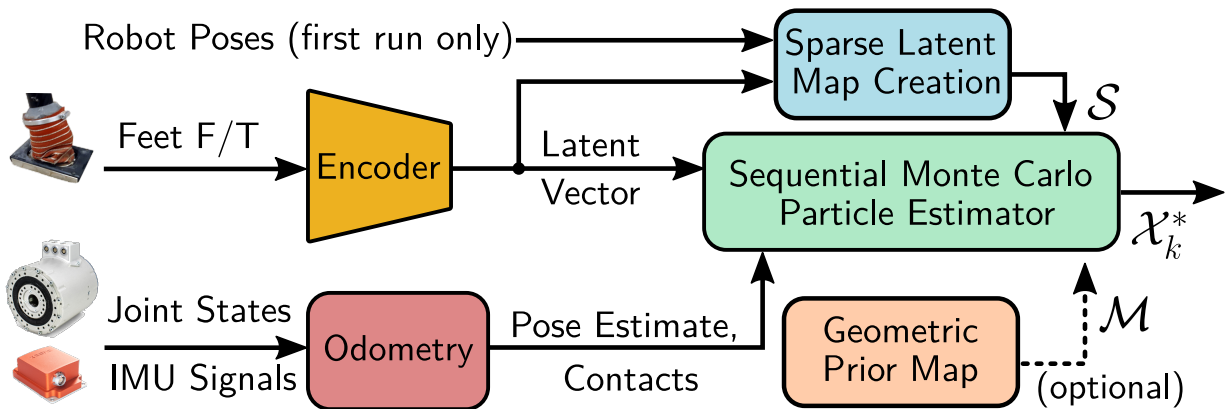 Robot Poses (first run only)
Sparse Latent
Map Creation
S
Feet F/T
Encoder
Latent
Vector
Sequential Monte Carlo
Particle Estimator
X*k
Joint States
IMU Signals
Odometry
Pose Estimate,
Contacts
Geometric
Prior Map
M
(optional)